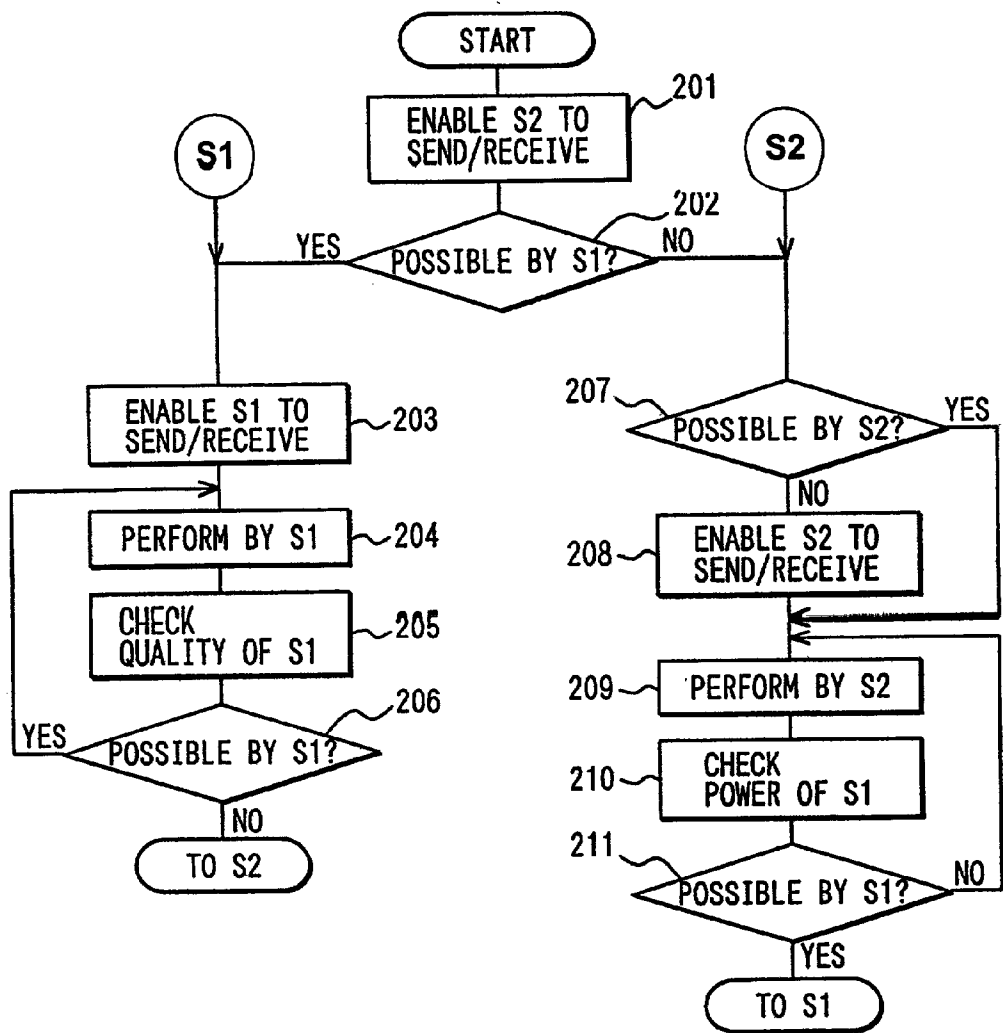 START
201
ENABLE S2 TO
SEND/RECEIVE
S1
S2
202
YES
POSSIBLE BY S1?
NO
203
ENABLE S1 TO
SEND/RECEIVE
PERFORM BY S1
204
CHECK
QUALITY OF S1
205
206
YES
POSSIBLE BY S1?
NO
TO S2
207
POSSIBLE BY S2?
YES
NO
208
ENABLE S2 TO
SEND/RECEIVE
209
PERFORM BY S2
210
CHECK
POWER OF S1
211
POSSIBLE BY S1?
NO
YES
TO S1